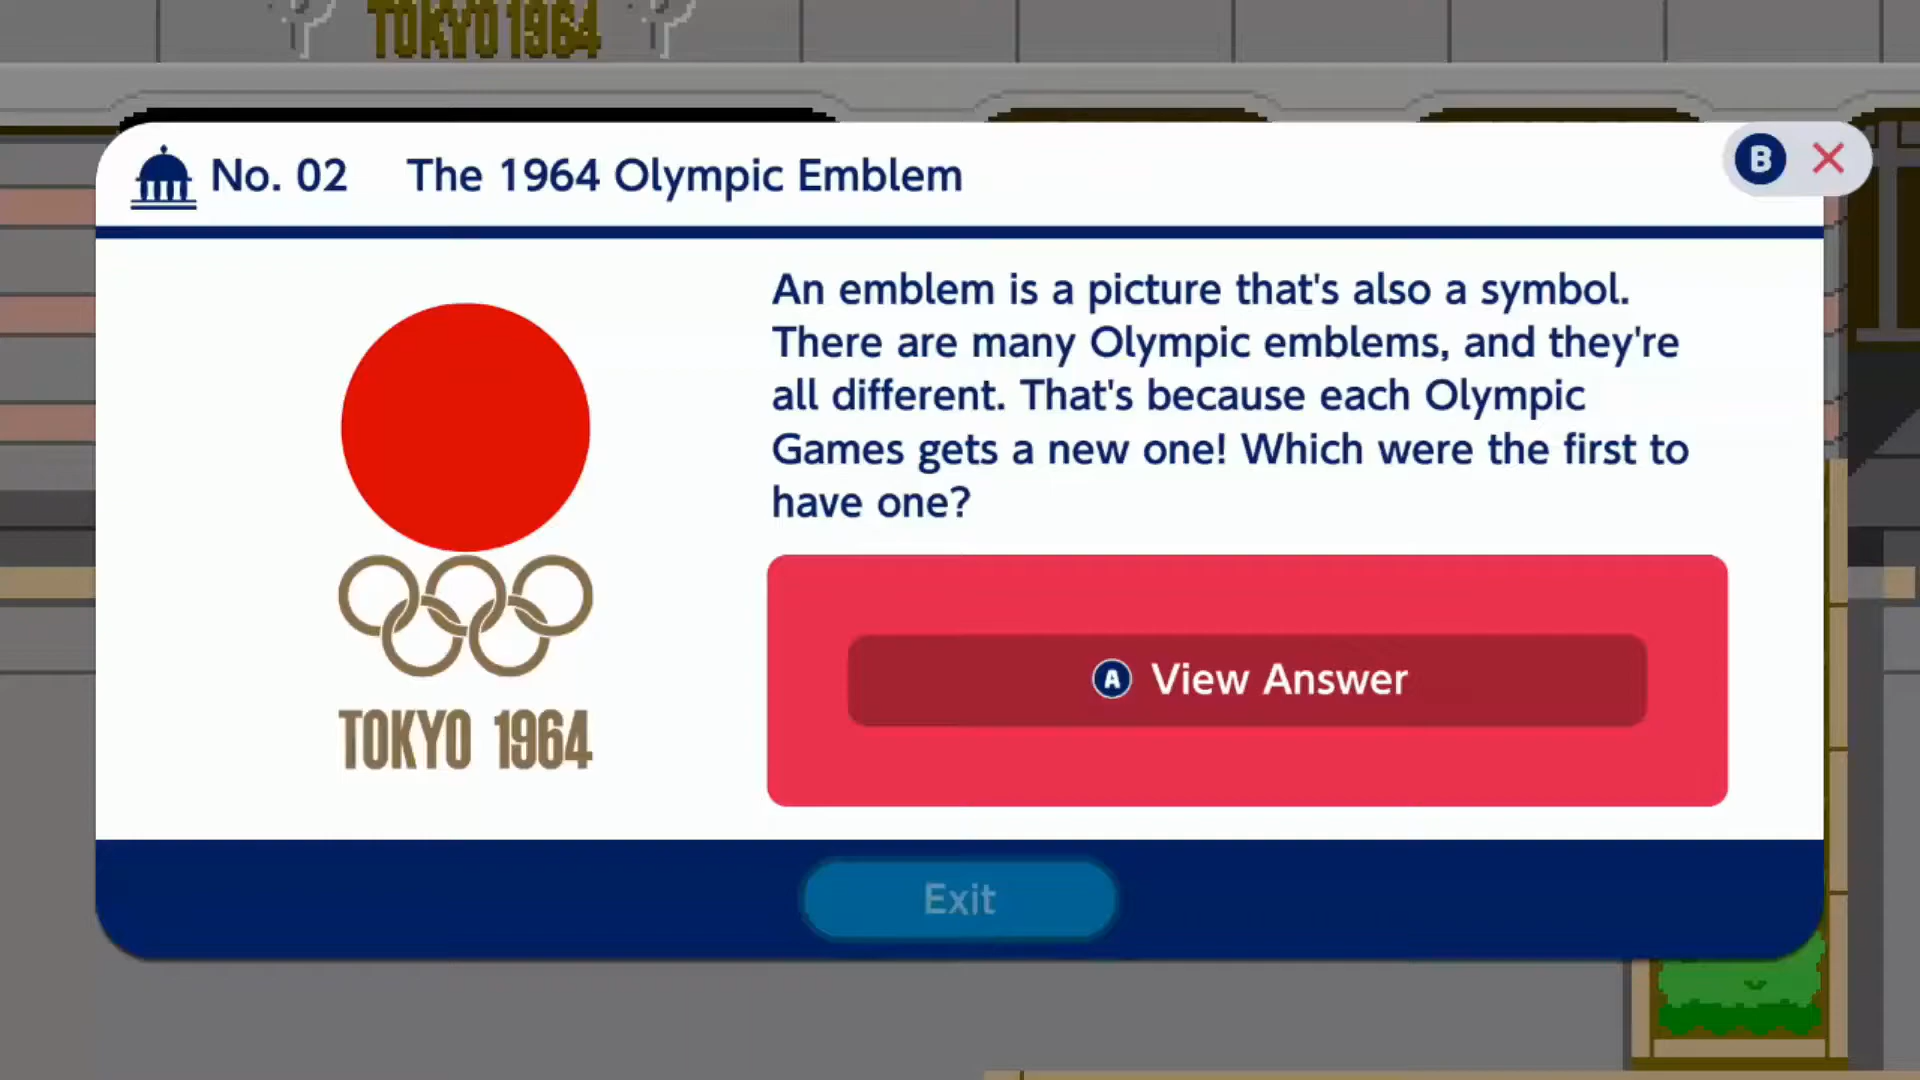 TOKYO 1964
B
No. 02 The 1964 Olympic Emblem
An emblem is a picture that's also a symbol.
There are many Olympic emblems, and they're
all different. That's because each Olympic
Games gets a new one! Which were the first to
have one?
TOKYO 1964
A View Answer
Exit